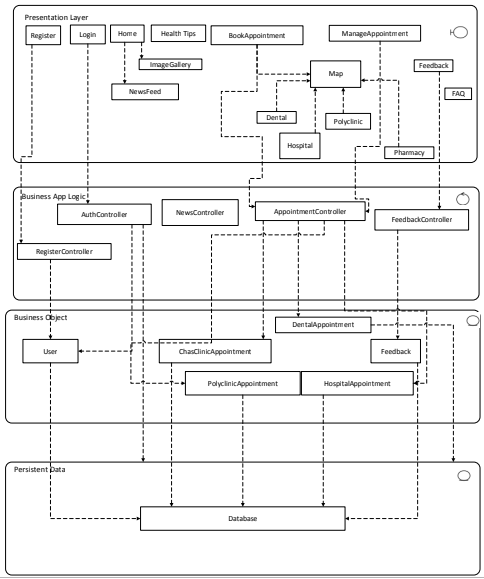 Presentation Layer
Register
Login
Home
Health Tips
BookAppointment
ManageAppointment
ImageGallery
NewsFeed
Map
Feedback
FAQ
Dental
Polyclinic
Hospital
Pharmacy
Business App Logic
AuthController
NewsController
AppointmentController
FeedbackController
RegisterController
Business Object
DentalAppointment
User
ChasClinicAppointment
Feedback
PolyclinicAppointment
HospitalAppointment
Persistent Data
Database